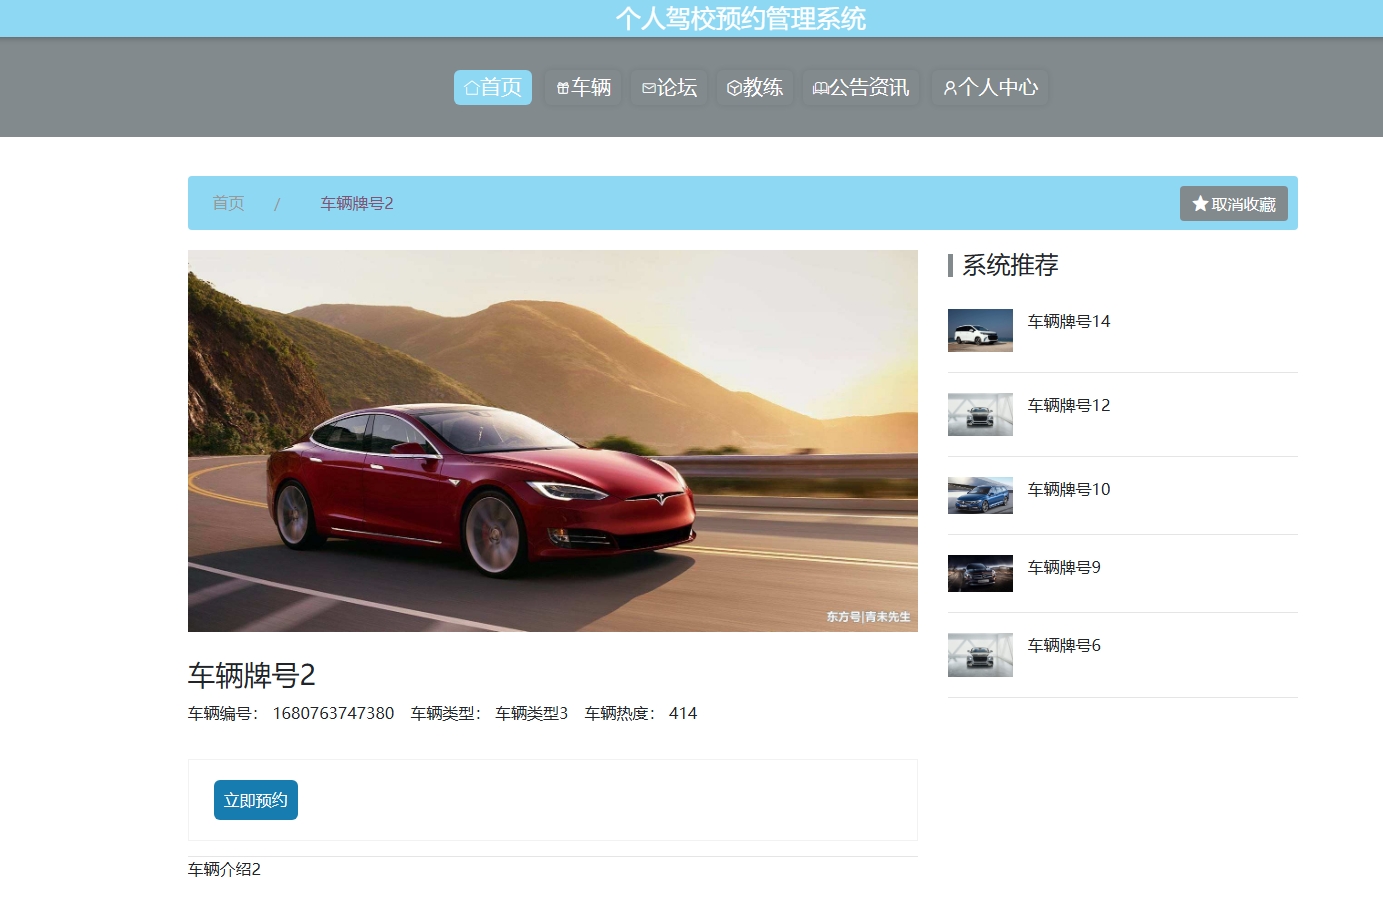 个人驾校预约管理系统
首页 车辆 论坛 教练 公告资讯 个人中心
首页 / 车辆牌号2 取消收藏
东方号|青未先生
车辆牌号2
车辆编号： 1680763747380 车辆类型： 车辆类型3 车辆热度： 414
立即预约
车辆介绍2
系统推荐
车辆牌号14
车辆牌号12
车辆牌号10
车辆牌号9
车辆牌号6